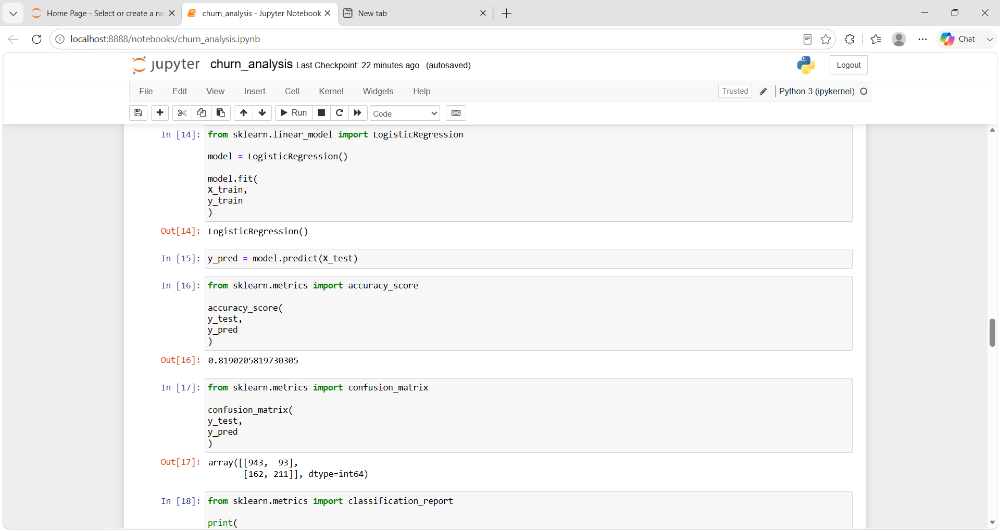 Home Page - Select or create a no
churn_analysis - Jupyter Notebook
New tab
localhost:8888/notebooks/churn_analysis.ipynb
Chat
jupyter churn_analysis Last Checkpoint: 22 minutes ago (autosaved)
Logout
File Edit View Insert Cell Kernel Widgets Help
Trusted
Python 3 (ipykernel)
Run
Code
In [14]: from sklearn.linear_model import LogisticRegression
model = LogisticRegression()
model.fit(
X_train,
y_train
)
Out[14]: LogisticRegression()
In [15]: y_pred = model.predict(X_test)
In [16]: from sklearn.metrics import accuracy_score
accuracy_score(
y_test,
y_pred
)
Out[16]: 0.8190205819730305
In [17]: from sklearn.metrics import confusion_matrix
confusion_matrix(
y_test,
y_pred
)
Out[17]: array([[943,  93],
[162, 211]], dtype=int64)
In [18]: from sklearn.metrics import classification_report
print(